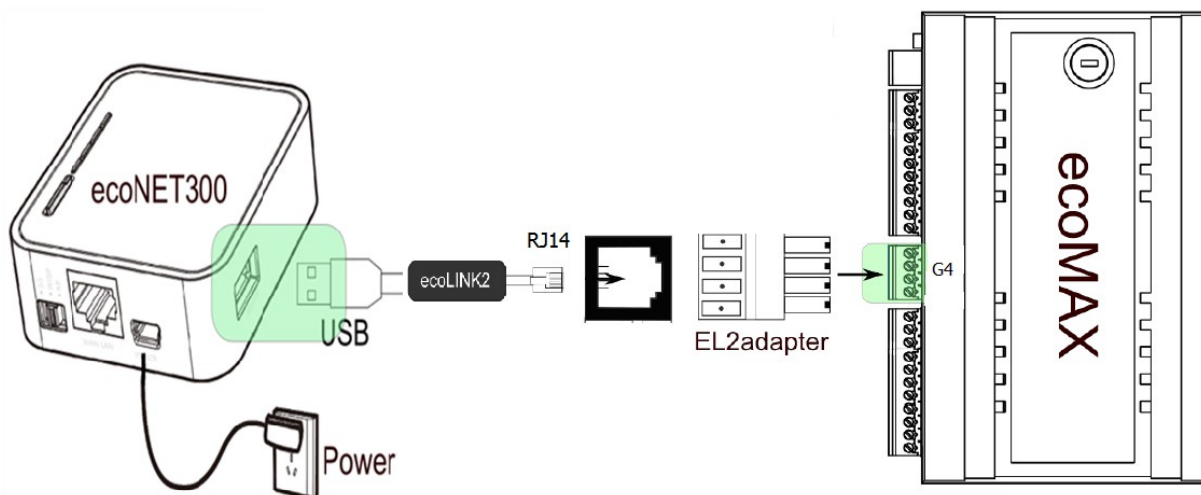 ecoNET300
USB
ecoLINK2
RJ14
EL2adapter
G4
ecoMAX
Power